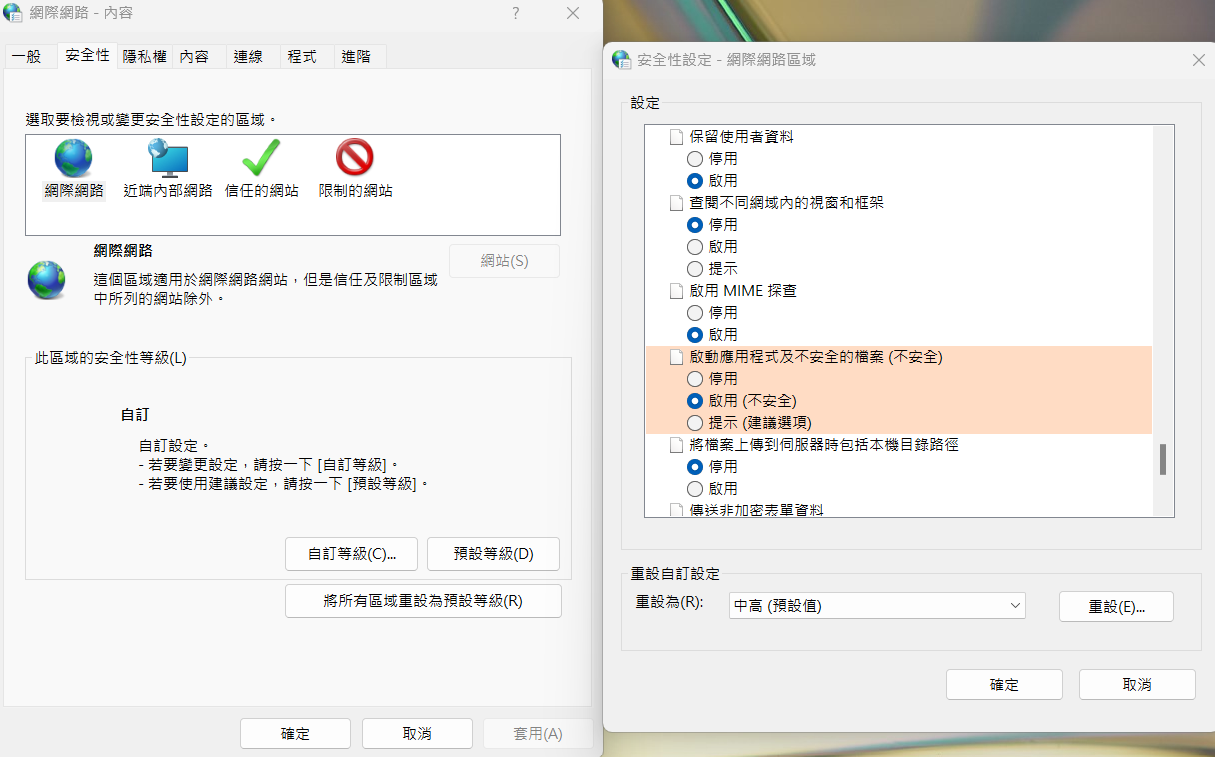 網際網路 - 內容
?
一般 安全性 隱私權 內容 連線 程式 進階
選取要檢視或變更安全性設定的區域。
網際網路 近端內部網路 信任的網站 限制的網站
網際網路
網站(S)
這個區域適用於網際網路網站，但是信任及限制區域
中所列的網站除外。
此區域的安全性等級(L)
自訂
自訂設定。
- 若要變更設定，請按一下 [自訂等級]。
- 若要使用建議設定，請按一下 [預設等級]。
自訂等級(C)... 預設等級(D)
將所有區域重設為預設等級(R)
確定 取消 套用(A)
安全性設定 - 網際網路區域
設定
保留使用者資料
停用
啟用
查閱不同網域內的視窗和框架
停用
啟用
提示
啟用 MIME 探查
停用
啟用
啟動應用程式及不安全的檔案 (不安全)
停用
啟用 (不安全)
提示 (建議選項)
將檔案上傳到伺服器時包括本機目錄路徑
停用
啟用
傳送非加密表單資料
重設自訂設定
重設為(R): 中高 (預設值) 重設(E)...
確定 取消